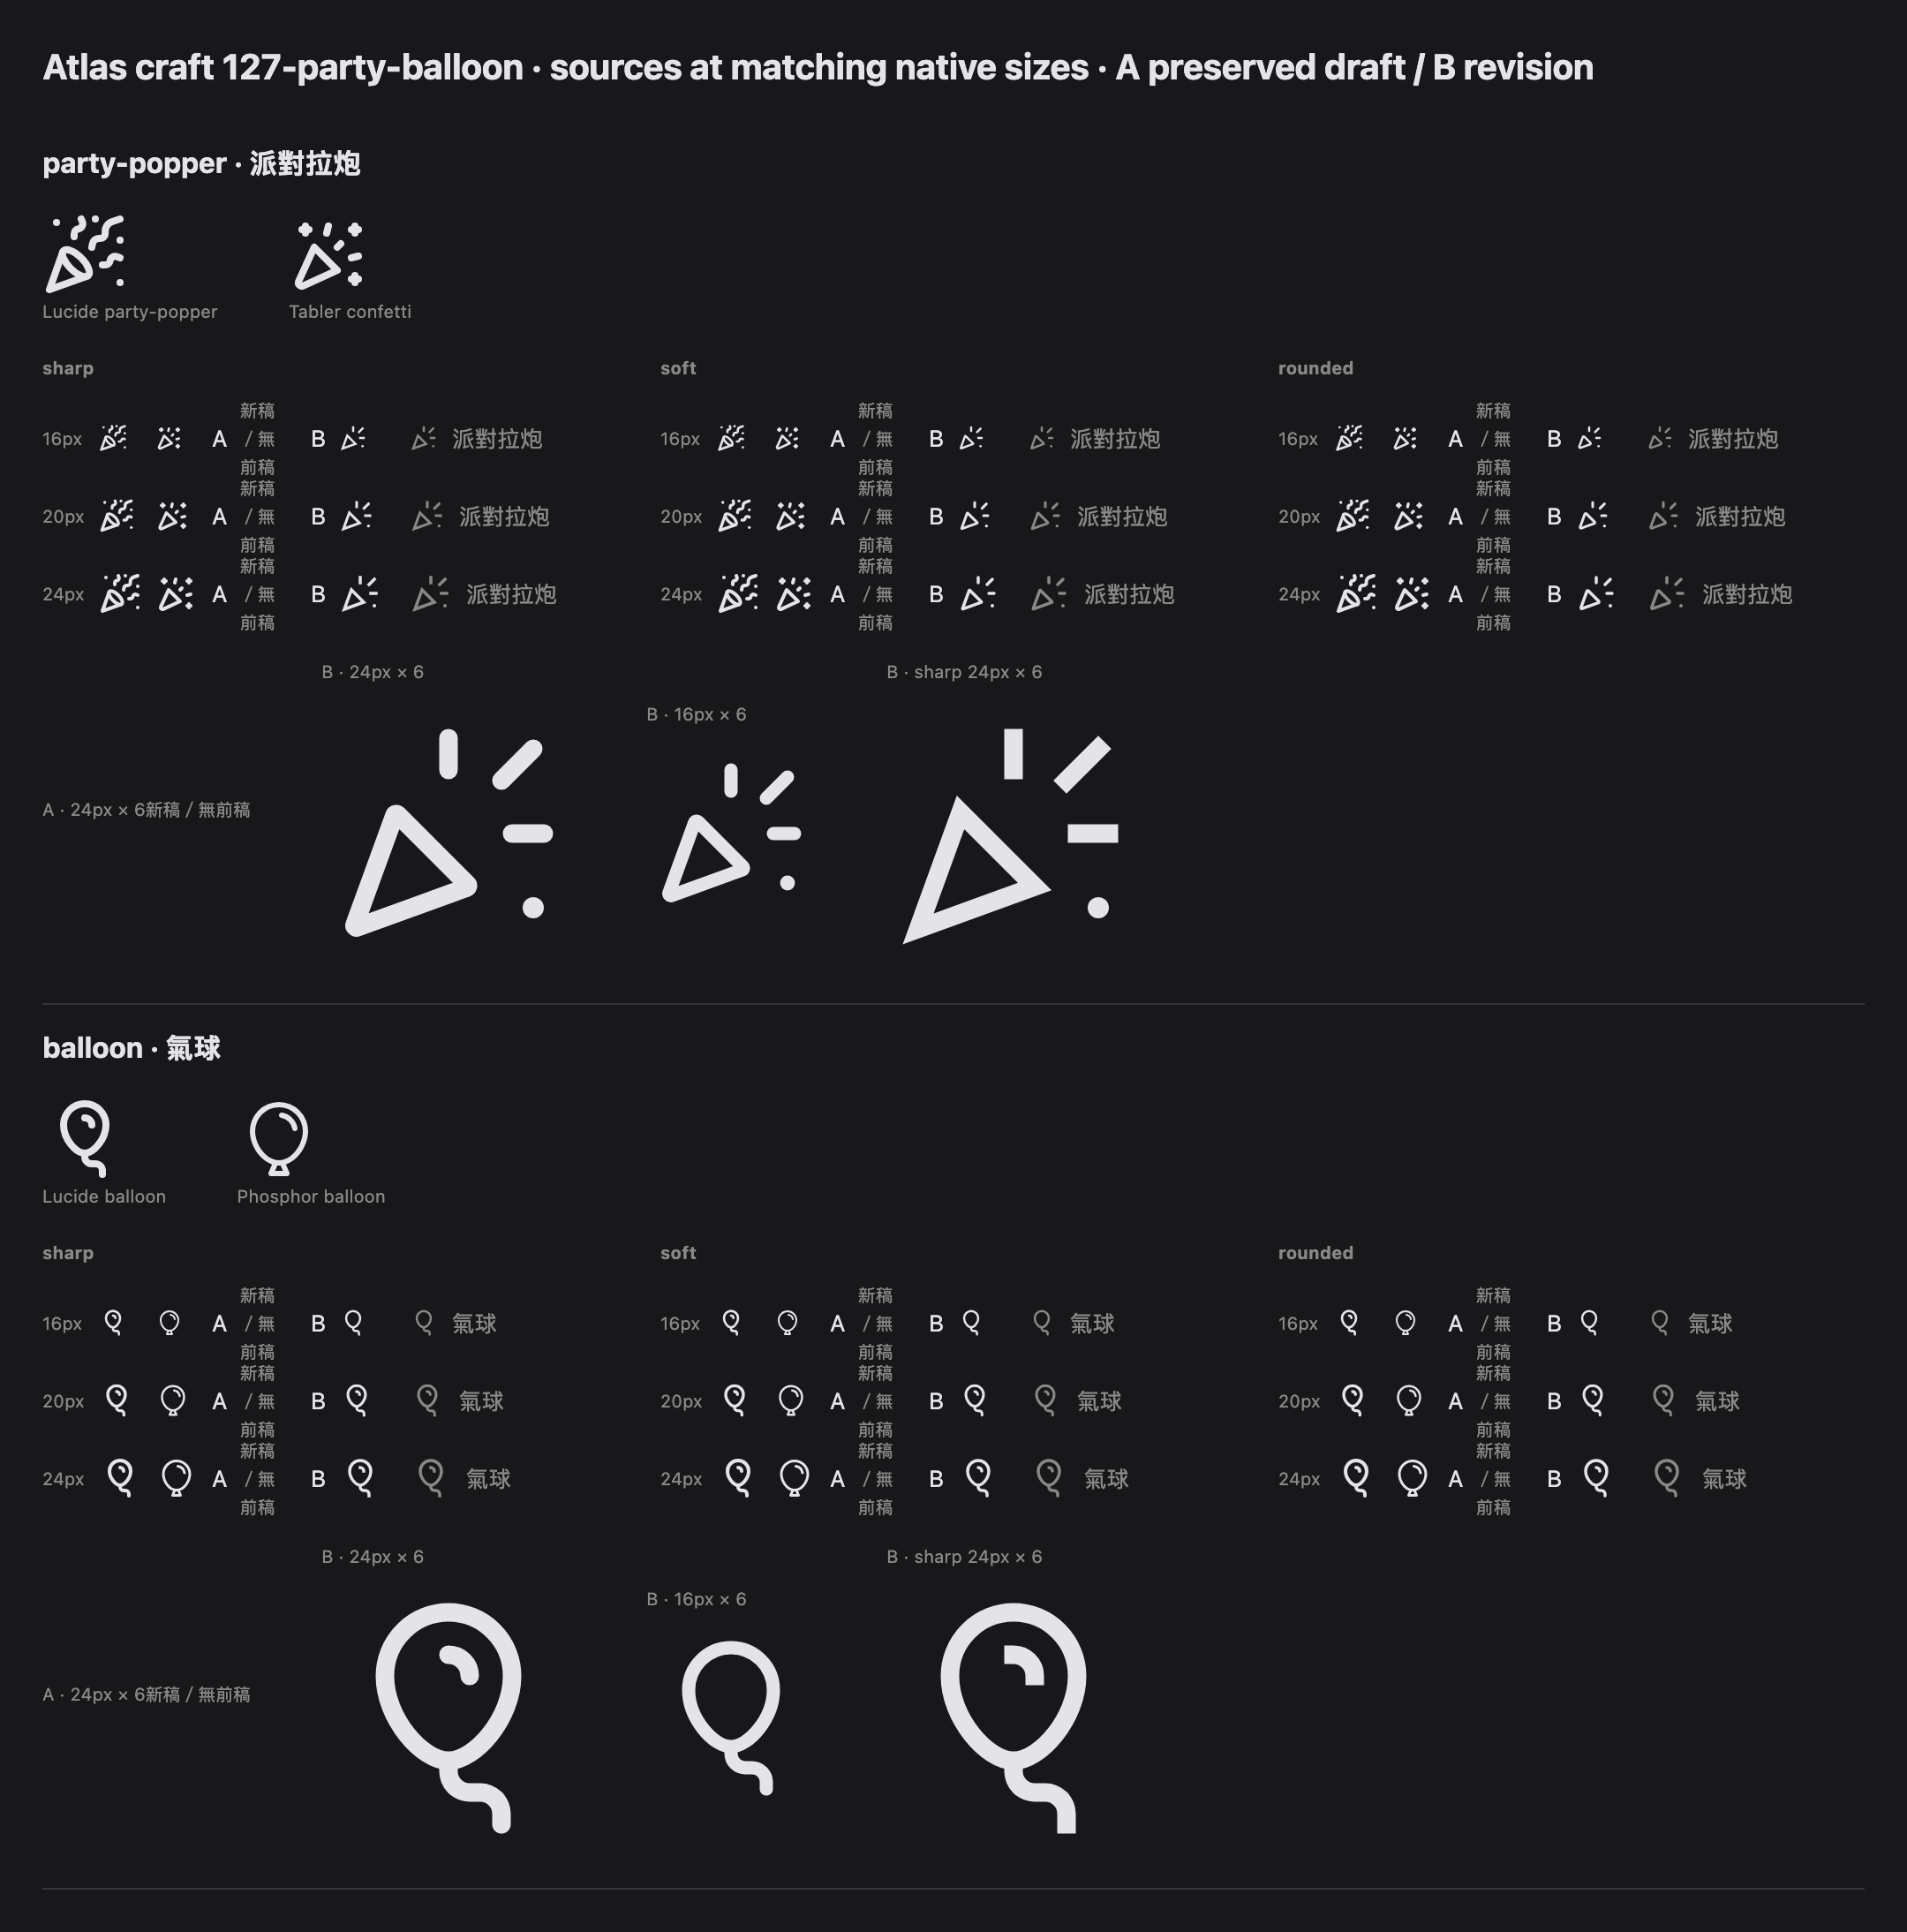 Atlas craft 127-party-balloon · sources at matching native sizes · A preserved draft / B revision
party-popper · 派對拉炮
Lucide party-popper
Tabler confetti
sharp
soft
rounded
16px A 新稿 / 無前稿 B 派對拉炮
16px A 新稿 / 無前稿 B 派對拉炮
16px A 新稿 / 無前稿 B 派對拉炮
20px A 新稿 / 無前稿 B 派對拉炮
20px A 新稿 / 無前稿 B 派對拉炮
20px A 新稿 / 無前稿 B 派對拉炮
24px A 新稿 / 無前稿 B 派對拉炮
24px A 新稿 / 無前稿 B 派對拉炮
24px A 新稿 / 無前稿 B 派對拉炮
A · 24px × 6新稿 / 無前稿
B · 24px × 6
B · 16px × 6
B · sharp 24px × 6
balloon · 氣球
Lucide balloon
Phosphor balloon
sharp
soft
rounded
16px A 新稿 / 無前稿 B 氣球
16px A 新稿 / 無前稿 B 氣球
16px A 新稿 / 無前稿 B 氣球
20px A 新稿 / 無前稿 B 氣球
20px A 新稿 / 無前稿 B 氣球
20px A 新稿 / 無前稿 B 氣球
24px A 新稿 / 無前稿 B 氣球
24px A 新稿 / 無前稿 B 氣球
24px A 新稿 / 無前稿 B 氣球
A · 24px × 6新稿 / 無前稿
B · 24px × 6
B · 16px × 6
B · sharp 24px × 6